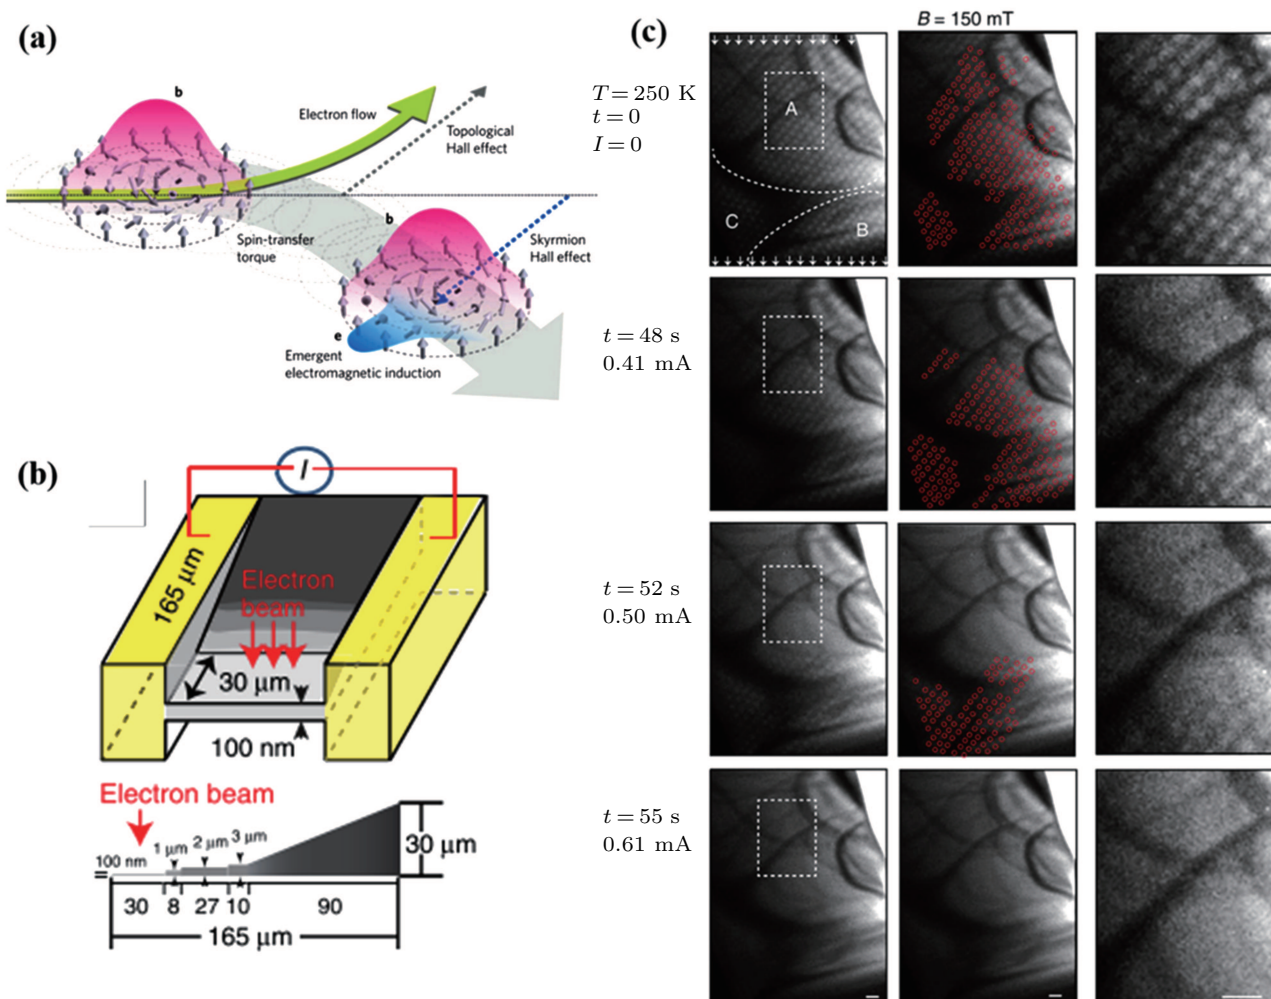 (a)
b
Electron flow
Topological
Hall effect
b
Spin-transfer
torque
Skyrmion
Hall effect
e
Emergent
electromagnetic induction
(b)
I
165 μm
Electron
beam
30 μm
100 nm
Electron beam
100 nm
1 μm
2 μm
3 μm
30 μm
30
8
27
10
90
165 μm
(c)
B = 150 mT
T = 250 K
t = 0
I = 0
A
C
B
t = 48 s
0.41 mA
t = 52 s
0.50 mA
t = 55 s
0.61 mA